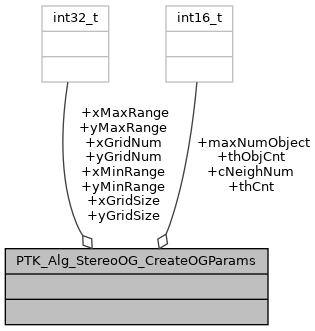 int32_t
int16_t
+xMaxRange
+yMaxRange
+xGridNum
+yGridNum
+xMinRange
+yMinRange
+xGridSize
+yGridSize
+maxNumObject
+thObjCnt
+cNeighNum
+thCnt
PTK_Alg_StereoOG_CreateOGParams